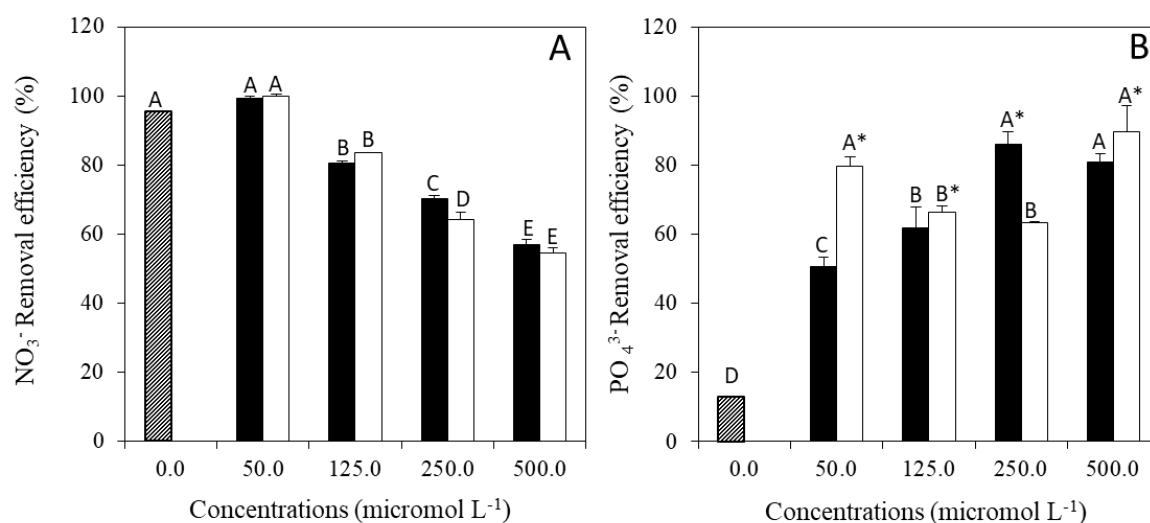 A
NO₃⁻ Removal efficiency (%)
120
100
80
60
40
20
0
A
A A
B B
C D
E E
0.0 50.0 125.0 250.0 500.0
Concentrations (micromol L⁻¹)
B
PO₄³⁻ Removal efficiency (%)
120
100
80
60
40
20
0
D
C A*
B B*
A* B
A A*
0.0 50.0 125.0 250.0 500.0
Concentrations (micromol L⁻¹)